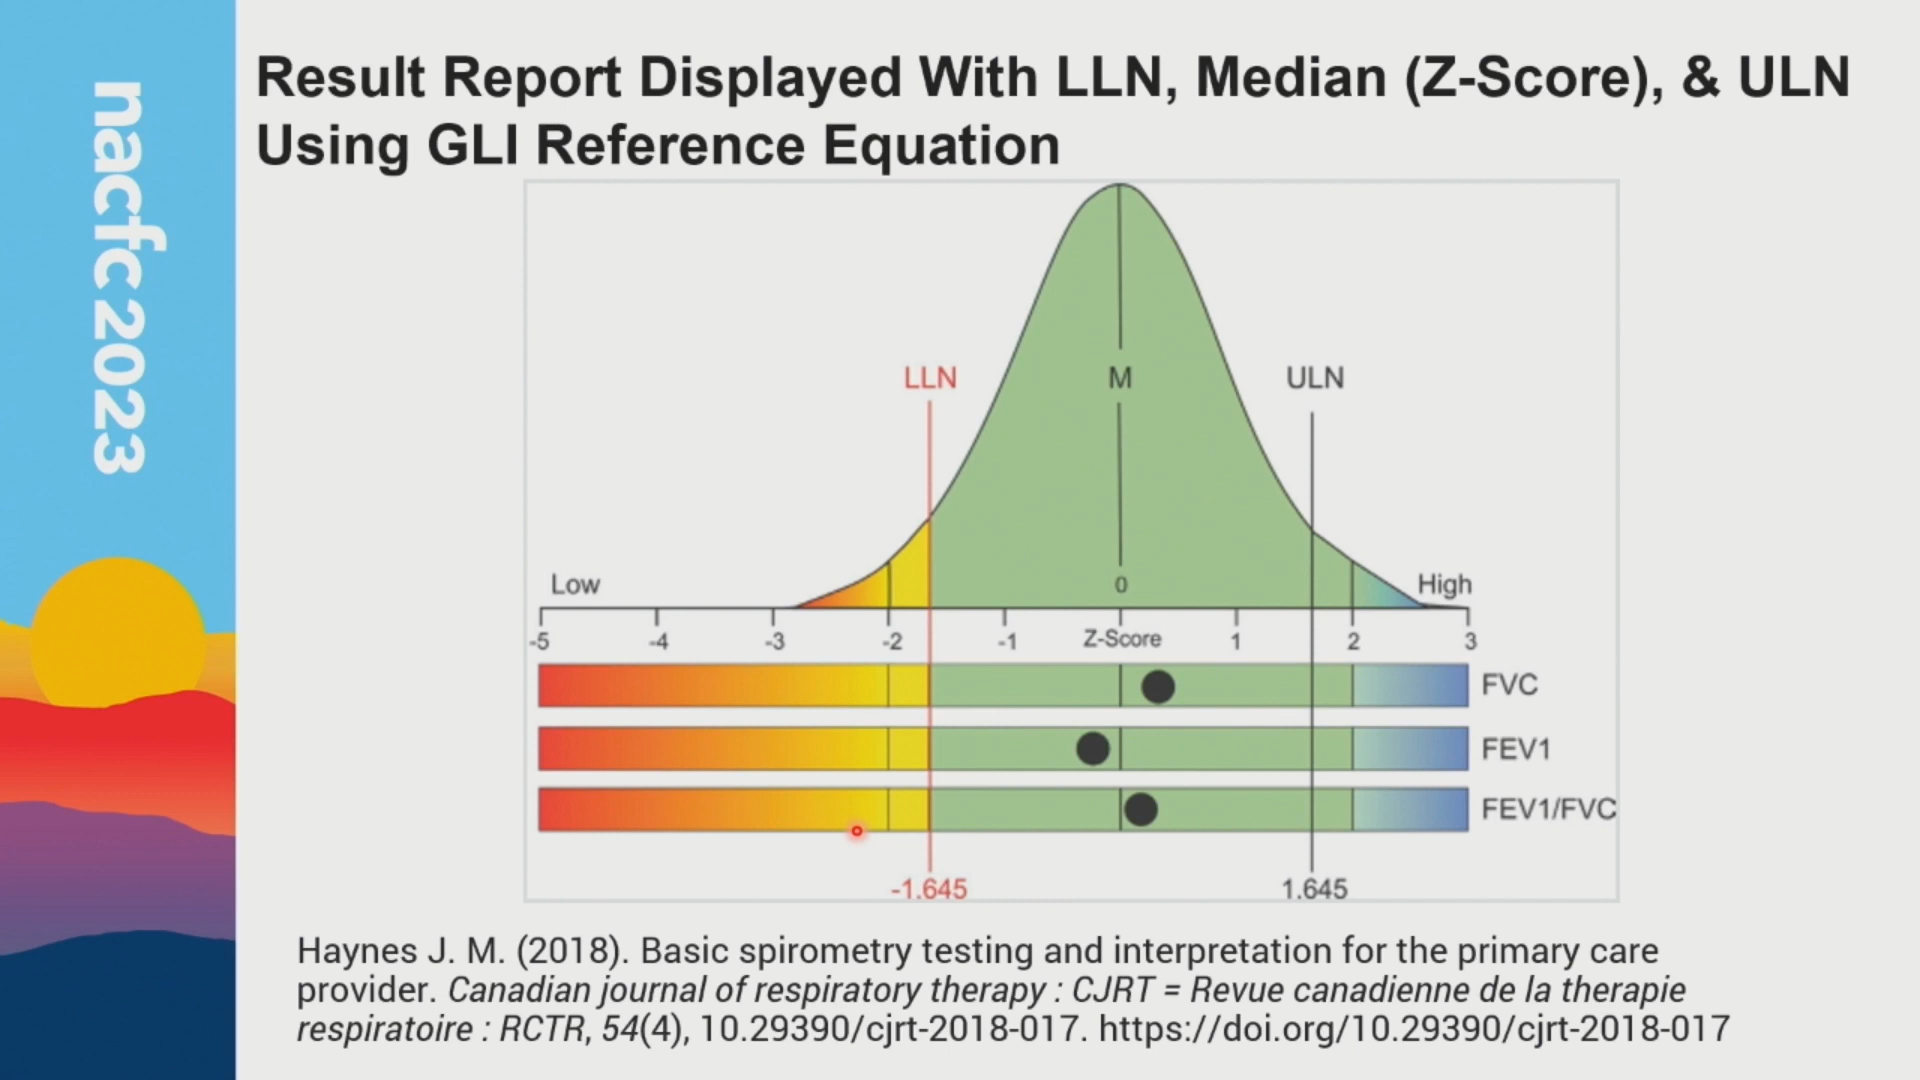 nacfc2023
Result Report Displayed With LLN, Median (Z-Score), & ULN
Using GLI Reference Equation
LLN M ULN
Low 0 High
-5 -4 -3 -2 -1 Z-Score 1 2 3
FVC
FEV1
FEV1/FVC
-1.645 1.645
Haynes J. M. (2018). Basic spirometry testing and interpretation for the primary care
provider. Canadian journal of respiratory therapy : CJRT = Revue canadienne de la therapie
respiratoire : RCTR, 54(4), 10.29390/cjrt-2018-017. https://doi.org/10.29390/cjrt-2018-017